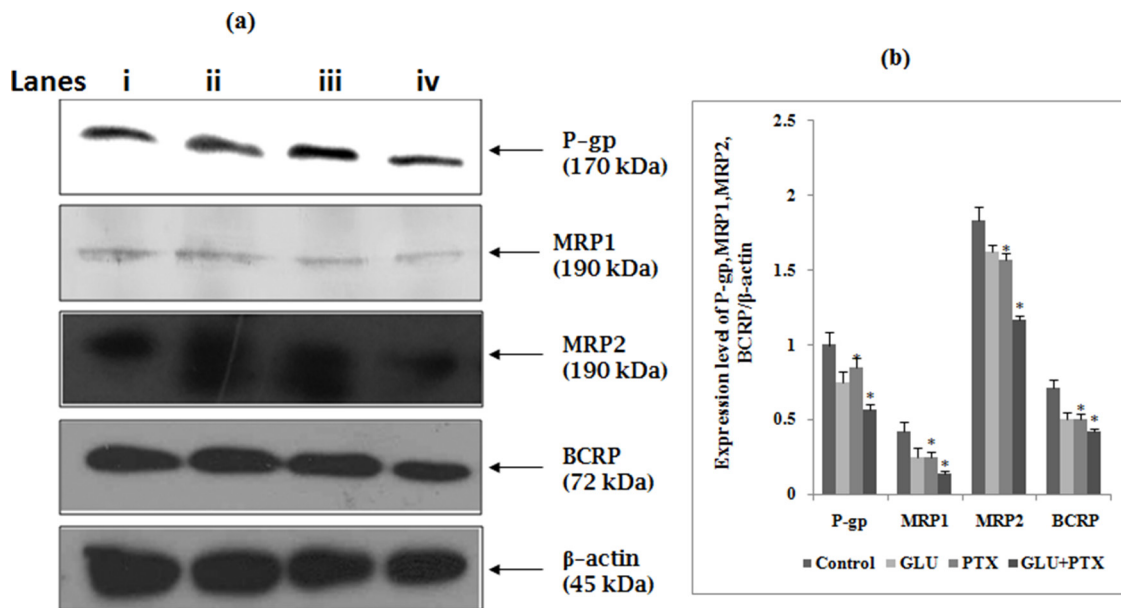 (a)
Lanes i ii iii iv
P-gp
(170 kDa)
MRP1
(190 kDa)
MRP2
(190 kDa)
BCRP
(72 kDa)
β-actin
(45 kDa)
(b)
Expression level of P-gp,MRP1,MRP2,
BCRP/β-actin
2.5
2
1.5
1
0.5
0
* * * * * * * *
P-gp MRP1 MRP2 BCRP
Control GLU PTX GLU+PTX